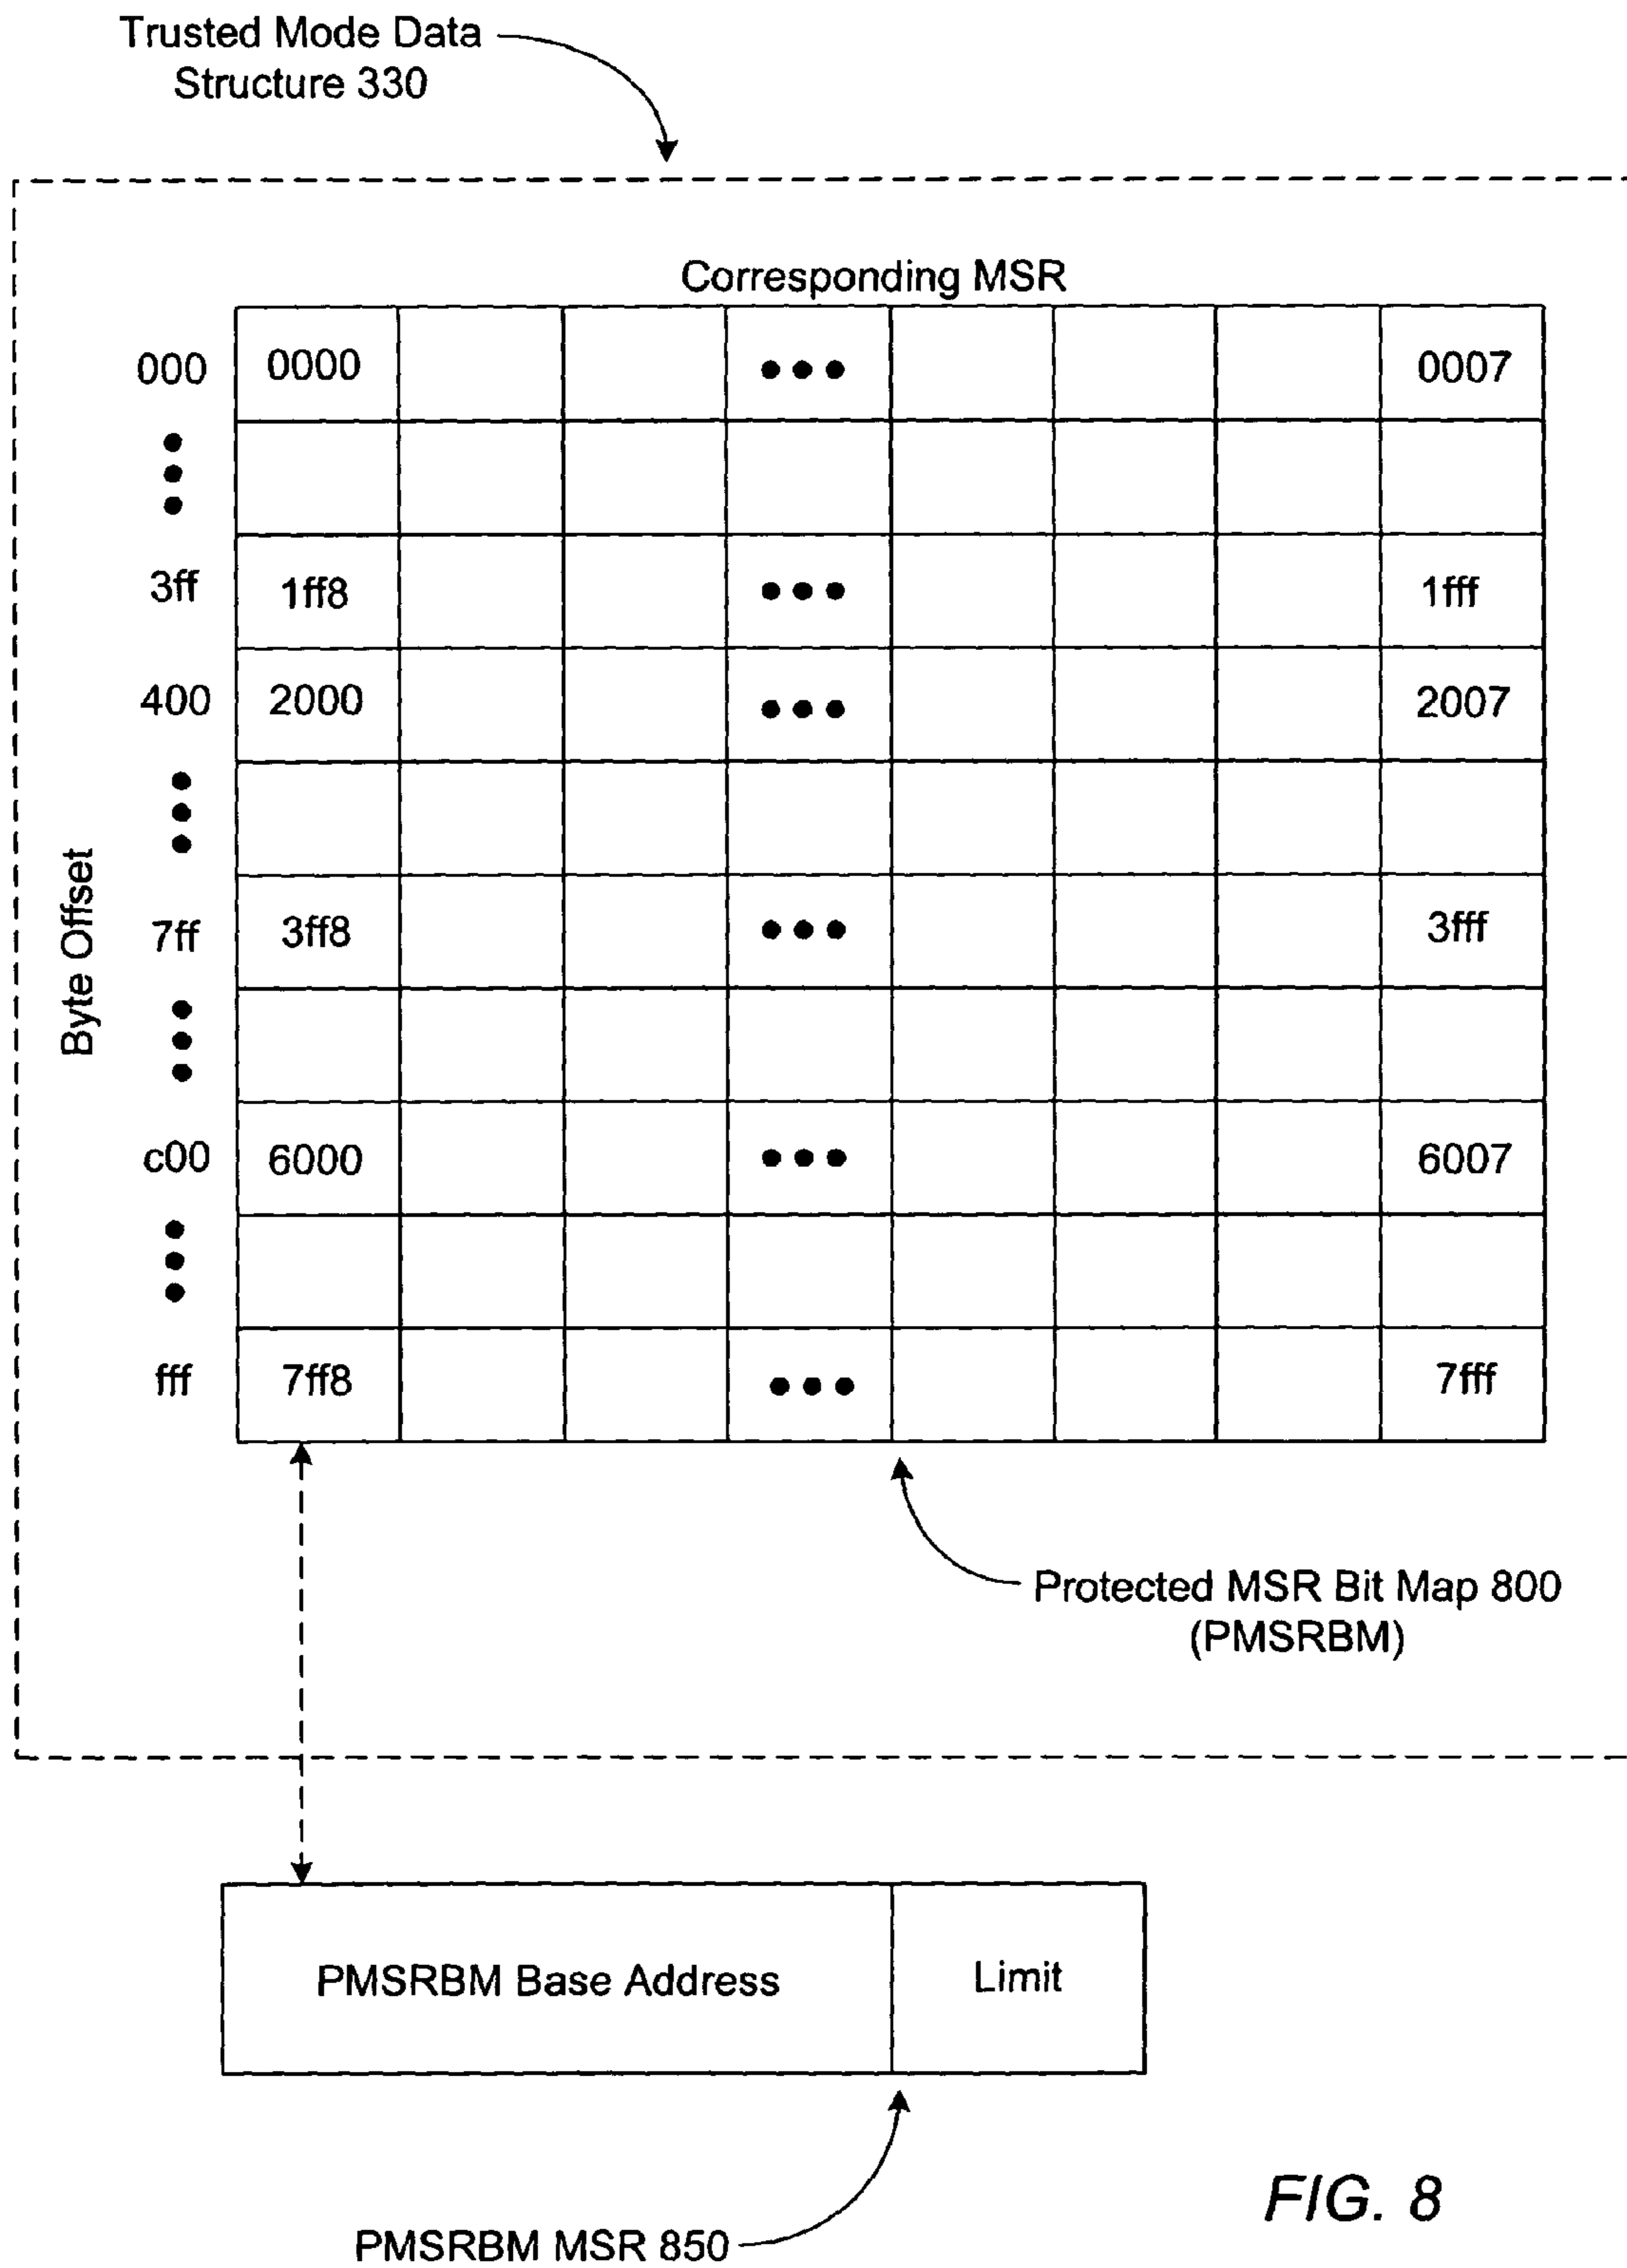 Trusted Mode Data
Structure 330
Corresponding MSR
000 0000 0007
3ff 1ff8 1fff
400 2000 2007
Byte Offset
7ff 3ff8 3fff
c00 6000 6007
fff 7ff8 7fff
Protected MSR Bit Map 800
(PMSRBM)
PMSRBM Base Address Limit
PMSRBM MSR 850
FIG. 8